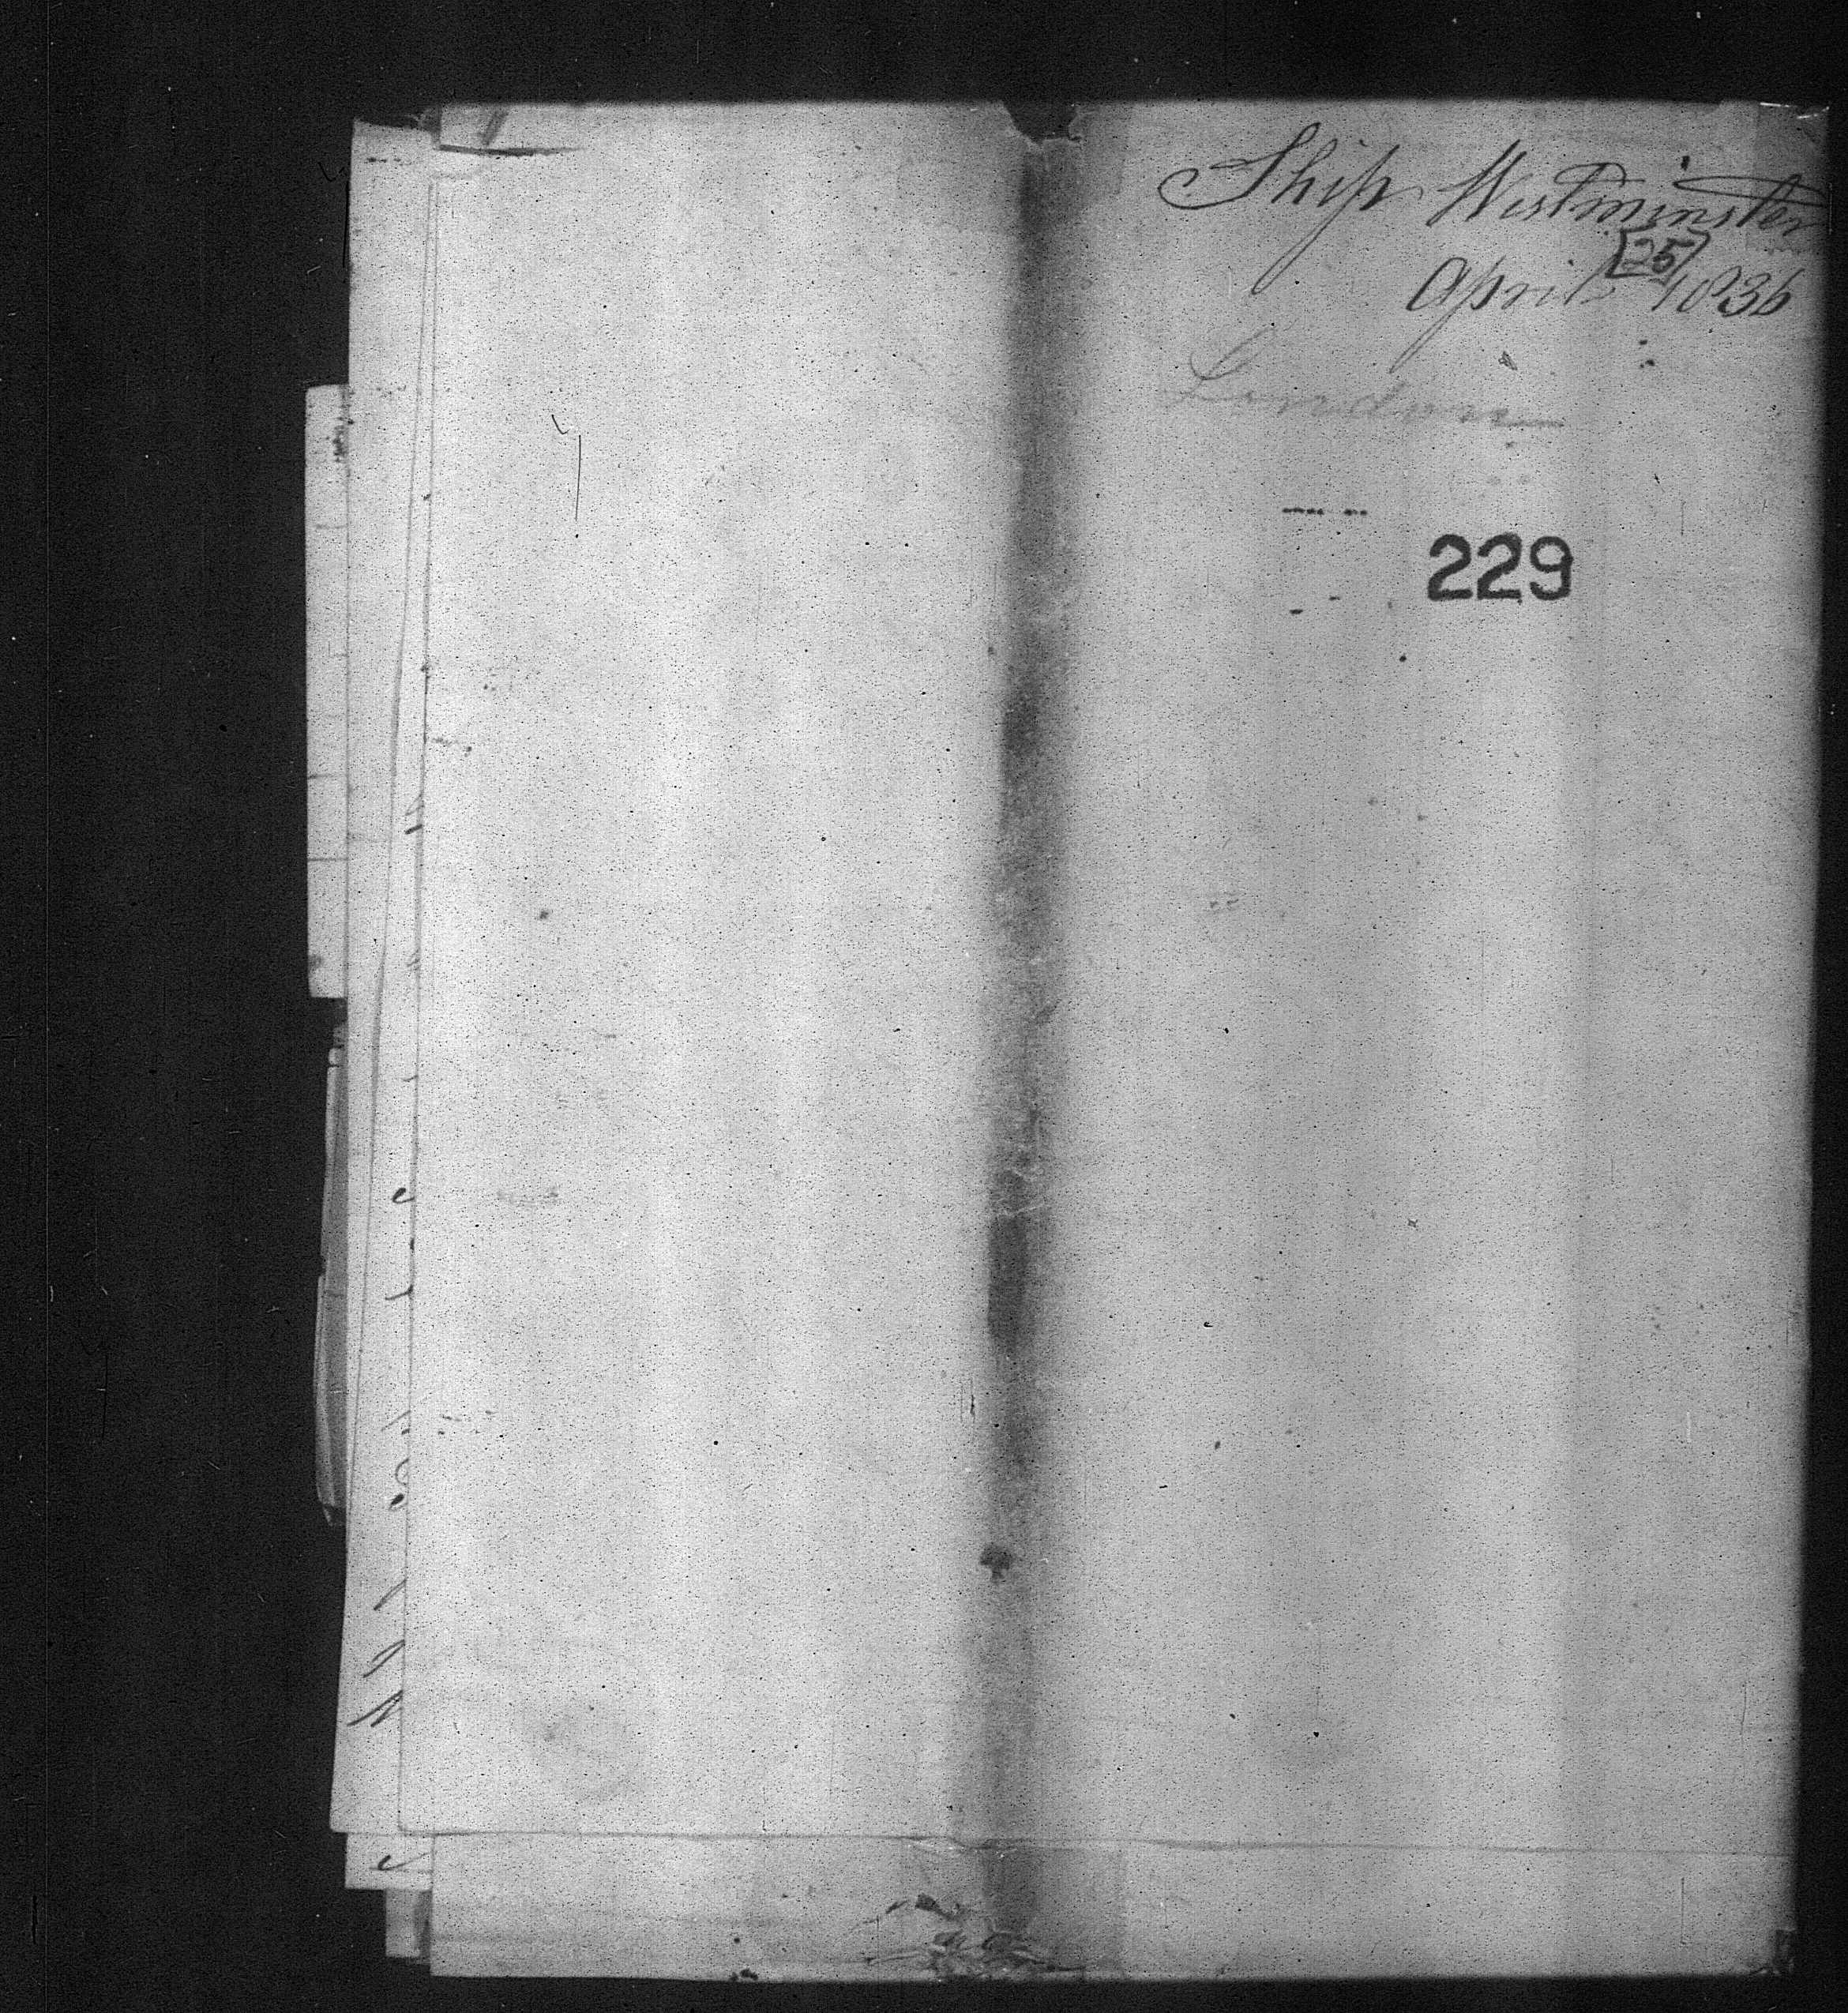 Ship Westminster
[25]
April 1836
London
229